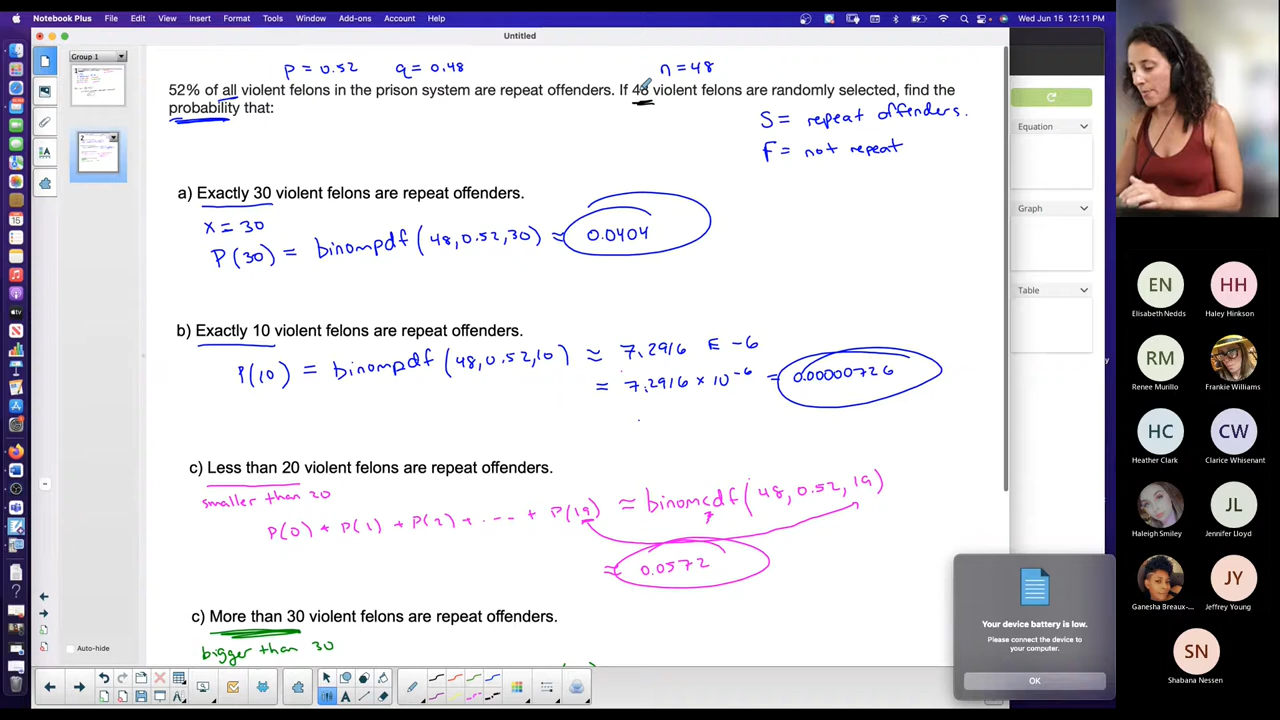 Notebook Plus File Edit View Insert Format Tools Window Add-ons Account Help Wed Jun 15 12:11 PM
Untitled
Group 1
p = 0.52 q = 0.48 n = 48
52% of all violent felons in the prison system are repeat offenders. If 48 violent felons are randomly selected, find the
probability that:
S = repeat offenders.
F = not repeat
Equation
Graph
Table
a) Exactly 30 violent felons are repeat offenders.
x = 30
P(30) = binompdf(48,0.52,30) ≈ 0.0404
b) Exactly 10 violent felons are repeat offenders.
P(10) = binompdf(48,0.52,10) ≈ 7.2916 E -6
≈ 7.2916 × 10⁻⁶ = 0.00000726
c) Less than 20 violent felons are repeat offenders.
smaller than 20
P(0) + P(1) + P(2) + ... + P(19) ≈ binomcdf(48,0.52,19)
≈ 0.0572
c) More than 30 violent felons are repeat offenders.
bigger than 30
Auto-hide
EN
Elisabeth Nedds
HH
Haley Hinkson
RM
Renee Murillo
Frankie Williams
HC
Heather Clark
CW
Clarice Whisenant
Haleigh Smiley
JL
Jennifer Lloyd
Ganesha Breaux-...
JY
Jeffrey Young
SN
Shabana Nessen
Your device battery is low.
Please connect the device to
your computer.
OK